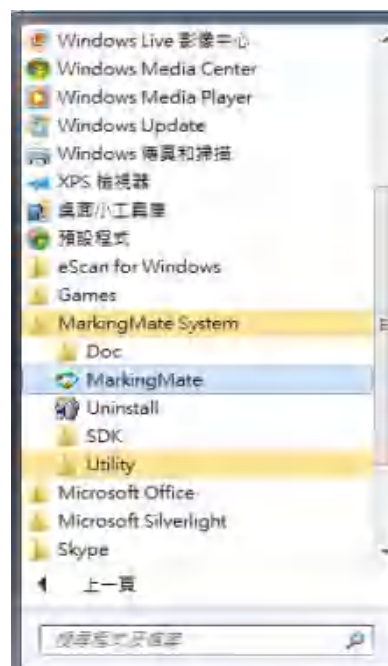 Windows Live 影像中心
Windows Media Center
Windows Media Player
Windows Update
Windows 傳真和掃描
XPS 檢視器
桌面小工具庫
預設程式
eScan for Windows
Games
MarkingMate System
Doc
MarkingMate
Uninstall
SDK
Utility
Microsoft Office
Microsoft Silverlight
Skype
上一頁
搜尋程式及檔案